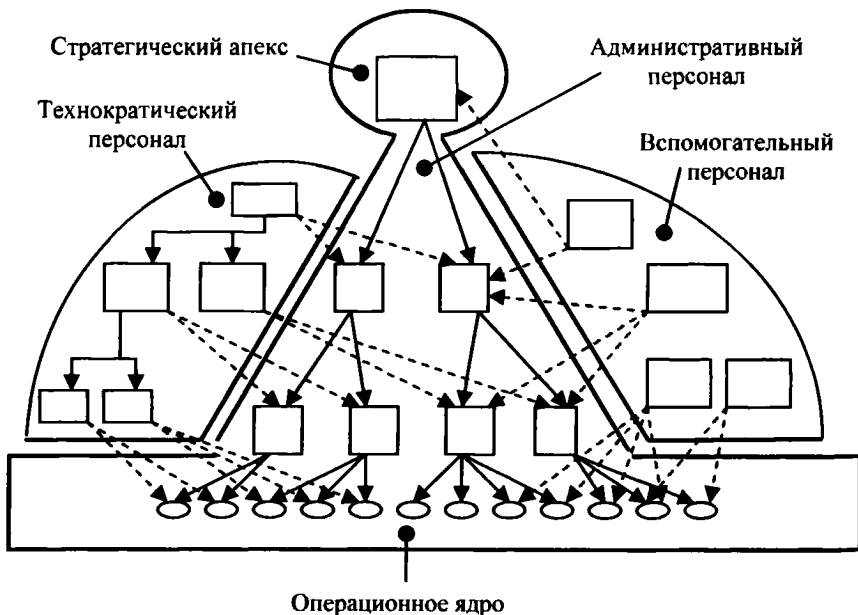 Стратегический апекс
Административный
персонал
Технократический
персонал
Вспомогательный
персонал
Операционное ядро